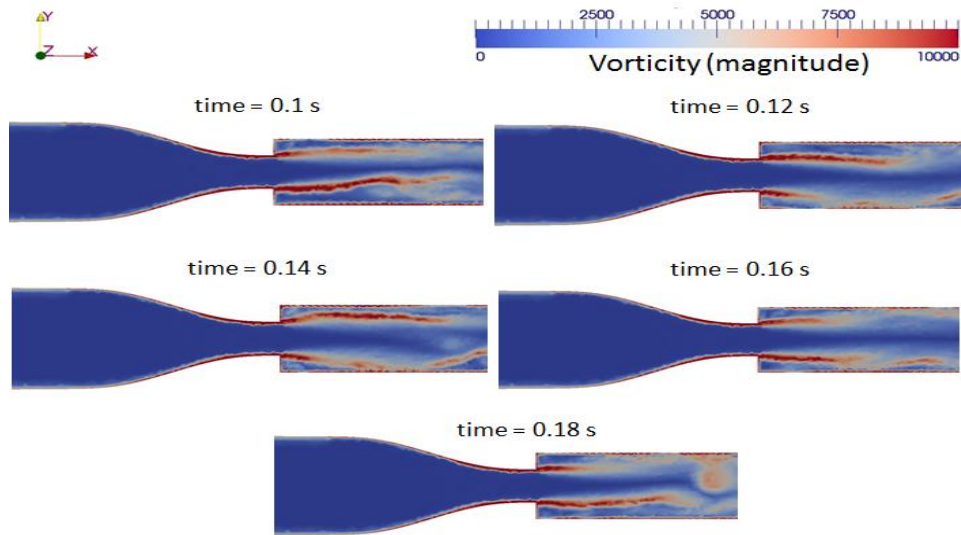 Y
Z X
2500 5000 7500
0 10000
Vorticity (magnitude)
time = 0.1 s
time = 0.12 s
time = 0.14 s
time = 0.16 s
time = 0.18 s